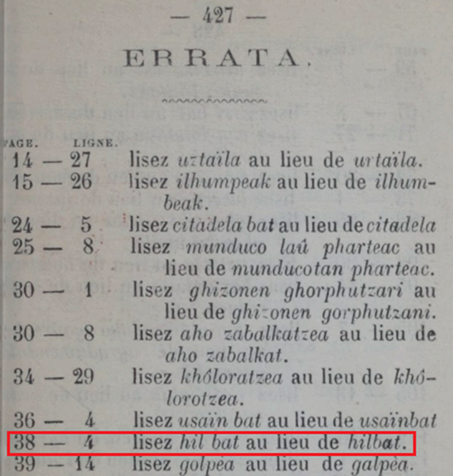 — 427 —
ERRATA.
PAGE. LIGNE.
14 — 27 lisez uztaïla au lieu de urtaïla.
15 — 26 lisez ilhumpeak au lieu de ilhum-
beak.
24 — 5 lisez citadela bat au lieu de citadela
25 — 8 lisez munduco laû pharteac au
lieu de munducotan pharteac.
30 — 1 lisez ghizonen ghorphutzari au
lieu de ghizonen gorphutzani.
30 — 8 lisez aho zabalkatzea au lieu de
aho zabalkat.
34 — 29 lisez khóloratzea au lieu de khó-
lorotzea.
36 — 4 lisez usaïn bat au lieu de usaïnbat
38 — 4 lisez hil bat au lieu de hilbat.
39 — 14 lisez golpea au lieu de galpea.